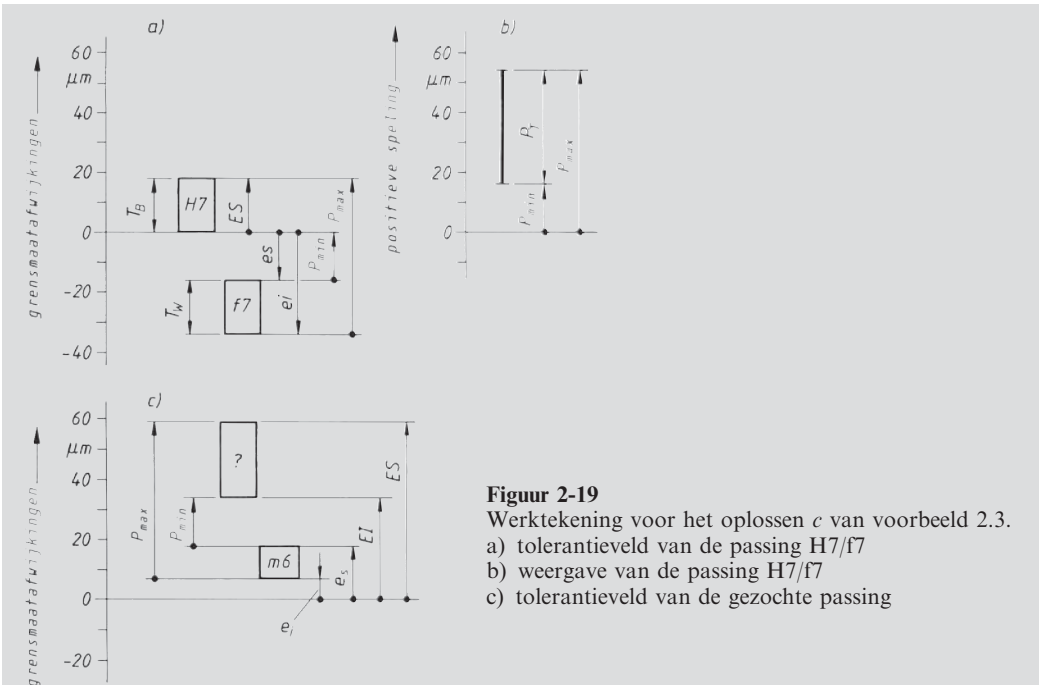 a)
grensmaatafwijkingen
60
µm
40
20
0
-20
-40
T_B
H7
ES
es
ei
P_min
P_max
T_W
f7
b)
positieve speling
60
µm
40
20
0
P_T
P_max
P_min
c)
grensmaatafwijkingen
60
µm
40
20
0
-20
P_max
P_min
?
m6
e_i
e_s
EI
ES
Figuur 2-19
Werktekening voor het oplossen c van voorbeeld 2.3.
a) tolerantieveld van de passing H7/f7
b) weergave van de passing H7/f7
c) tolerantieveld van de gezochte passing